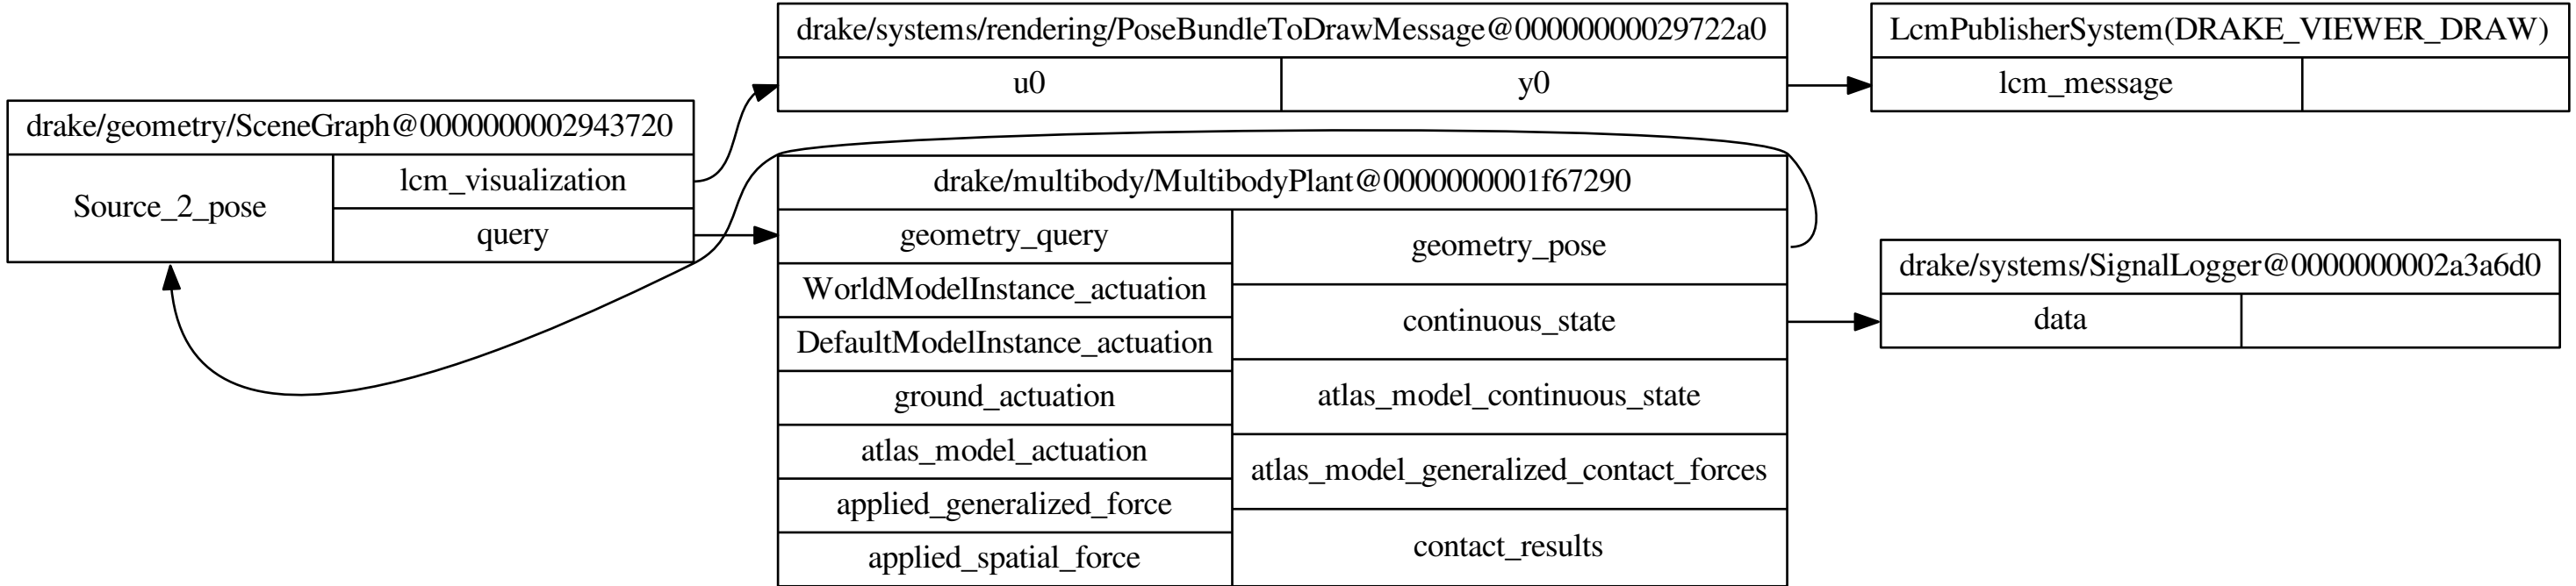 drake/geometry/SceneGraph@0000000002943720
Source_2_pose
lcm_visualization
query
drake/systems/rendering/PoseBundleToDrawMessage@00000000029722a0
u0
y0
drake/multibody/MultibodyPlant@0000000001f67290
geometry_query
WorldModelInstance_actuation
DefaultModelInstance_actuation
ground_actuation
atlas_model_actuation
applied_generalized_force
applied_spatial_force
geometry_pose
continuous_state
atlas_model_continuous_state
atlas_model_generalized_contact_forces
contact_results
LcmPublisherSystem(DRAKE_VIEWER_DRAW)
lcm_message
drake/systems/SignalLogger@0000000002a3a6d0
data